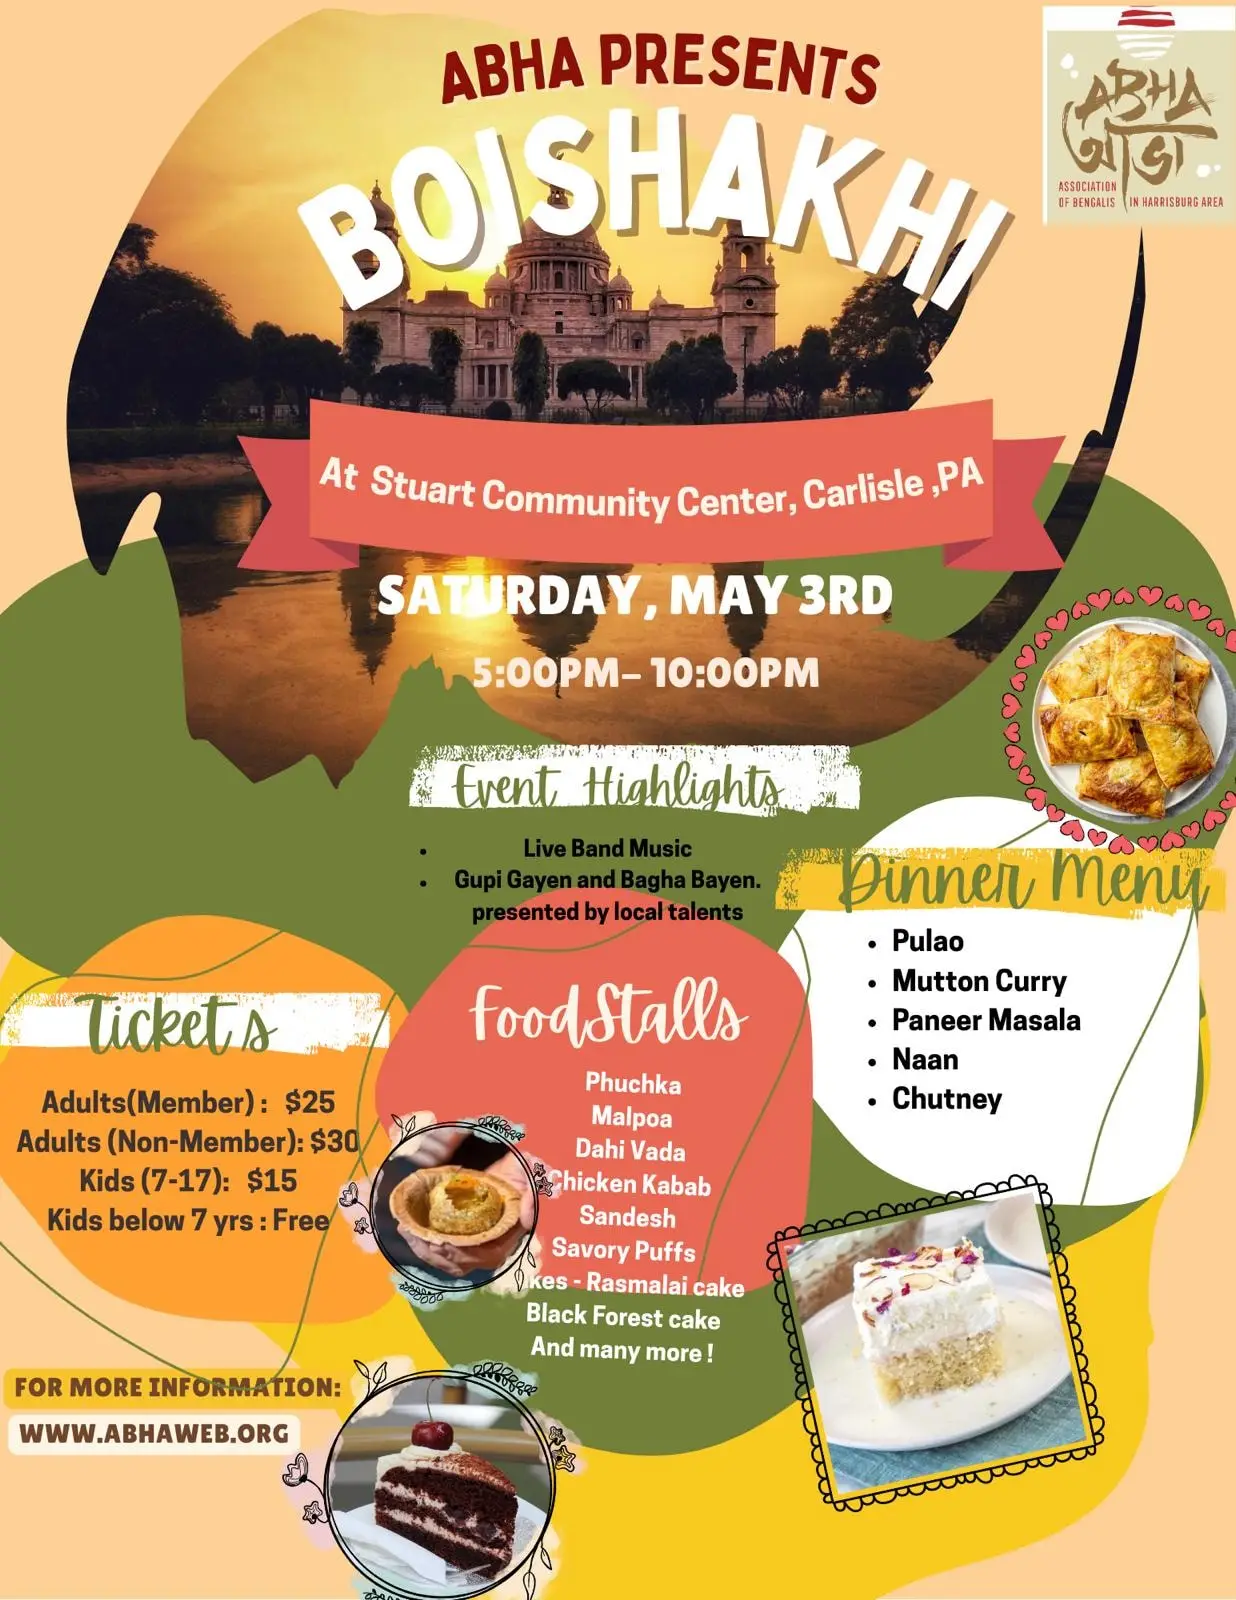 ABHA PRESENTS
BOISHAKHI
ABHA
আভা
ASSOCIATION
OF BENGALIS IN HARRISBURG AREA
At Stuart Community Center, Carlisle ,PA
SATURDAY, MAY 3RD
5:00PM– 10:00PM
Event Highlights
• Live Band Music
• Gupi Gayen and Bagha Bayen.
presented by local talents
Dinner Menu
• Pulao
• Mutton Curry
• Paneer Masala
• Naan
• Chutney
Tickets
Adults(Member) : $25
Adults (Non-Member): $30
Kids (7-17): $15
Kids below 7 yrs : Free
FoodStalls
Phuchka
Malpoa
Dahi Vada
Chicken Kabab
Sandesh
Savory Puffs
kes - Rasmalai cake
Black Forest cake
And many more !
FOR MORE INFORMATION:
WWW.ABHAWEB.ORG